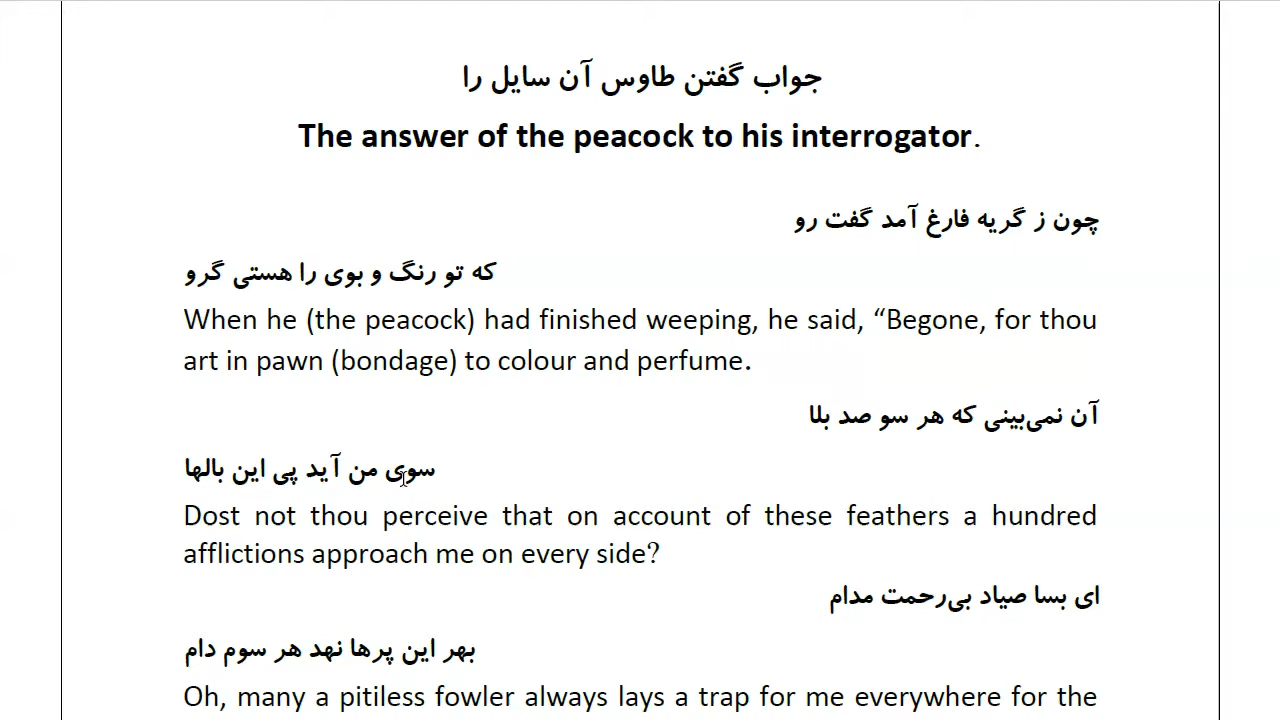 جواب گفتن طاوس آن سایل را
The answer of the peacock to his interrogator.
چون ز گریه فارغ آمد گفت رو
که تو رنگ و بوی را هستی گرو
When he (the peacock) had finished weeping, he said, “Begone, for thou
art in pawn (bondage) to colour and perfume.
آن نمی‌بینی که هر سو صد بلا
سوی من آید پی این بالها
Dost not thou perceive that on account of these feathers a hundred
afflictions approach me on every side?
ای بسا صیاد بی‌رحمت مدام
بهر این پرها نهد هر سوم دام
Oh, many a pitiless fowler always lays a trap for me everywhere for the